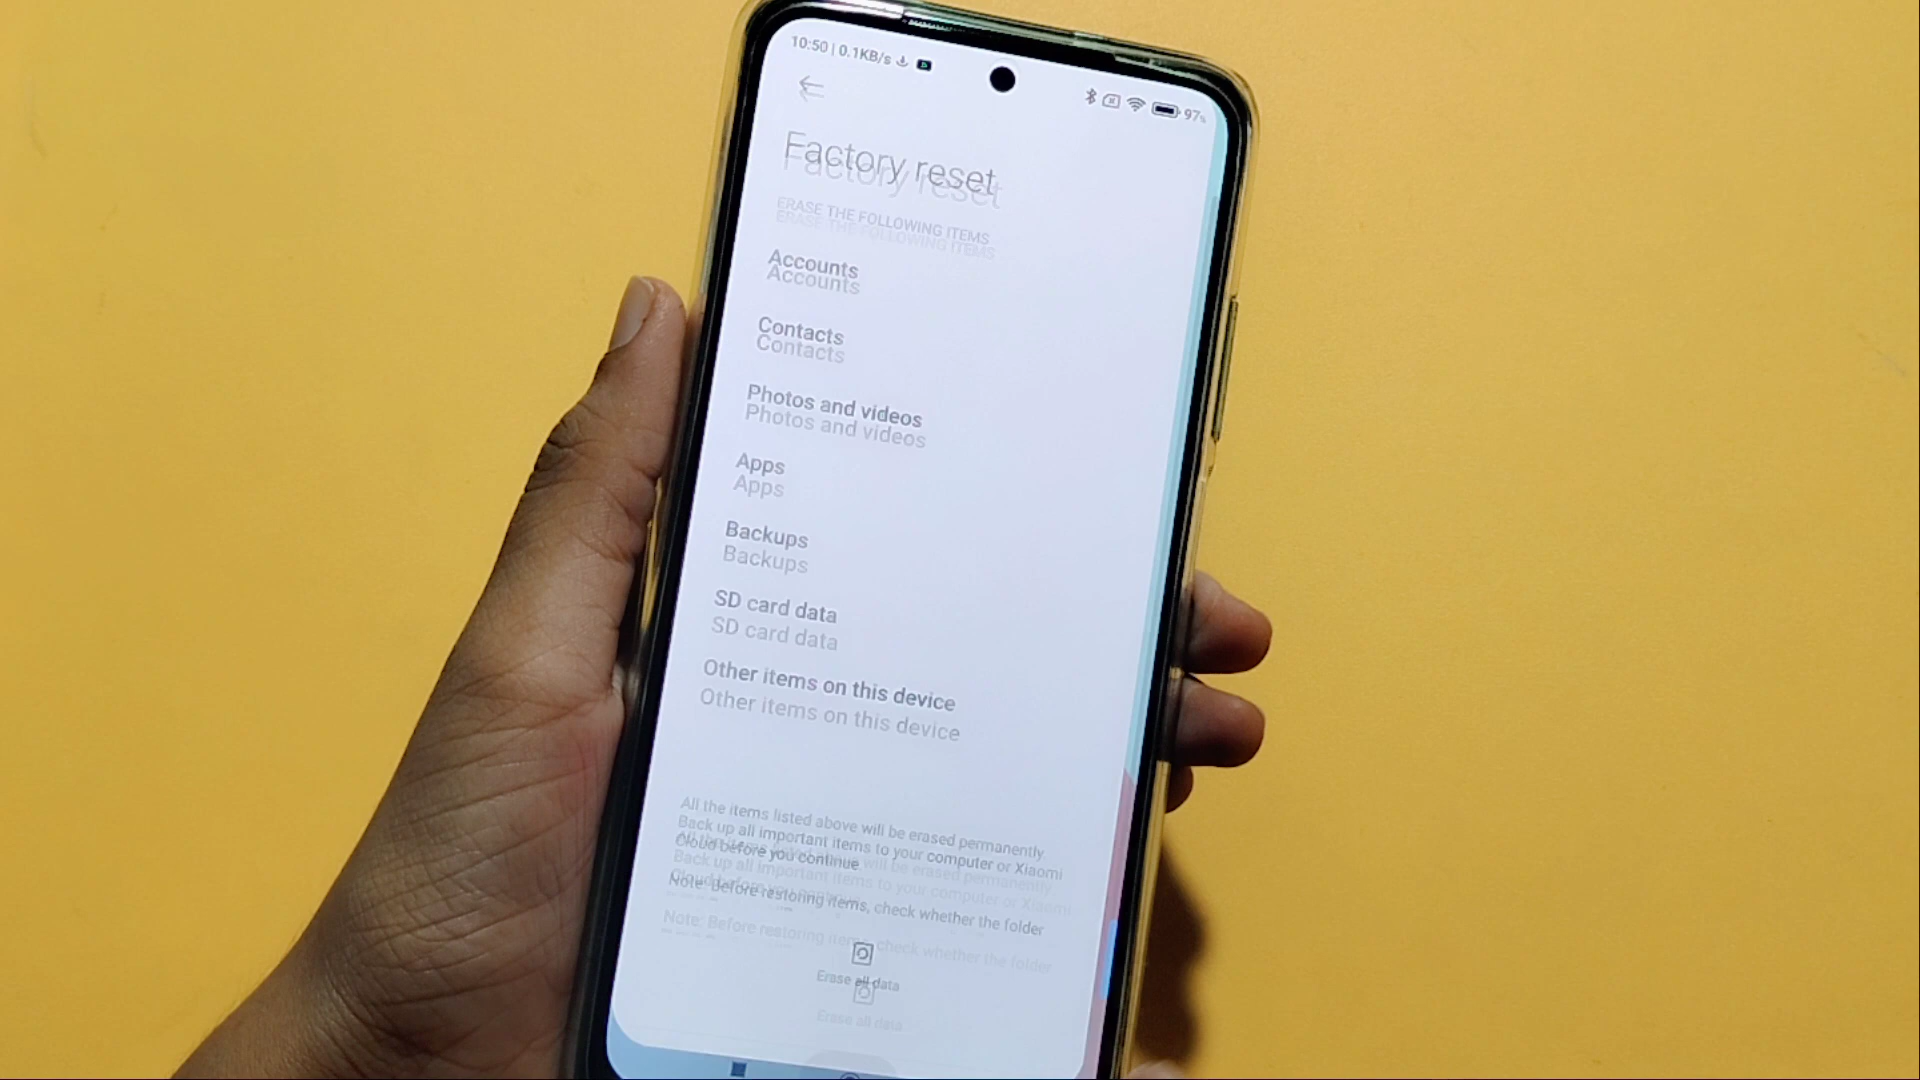 10:50 | 0.1KB/s
97%
Factory reset
ERASE THE FOLLOWING ITEMS
Accounts
Contacts
Photos and videos
Apps
Backups
SD card data
Other items on this device
All the items listed above will be erased permanently.
Back up all important items to your computer or Xiaomi
Cloud before you continue.
Note: Before restoring items, check whether the folder
Erase all data